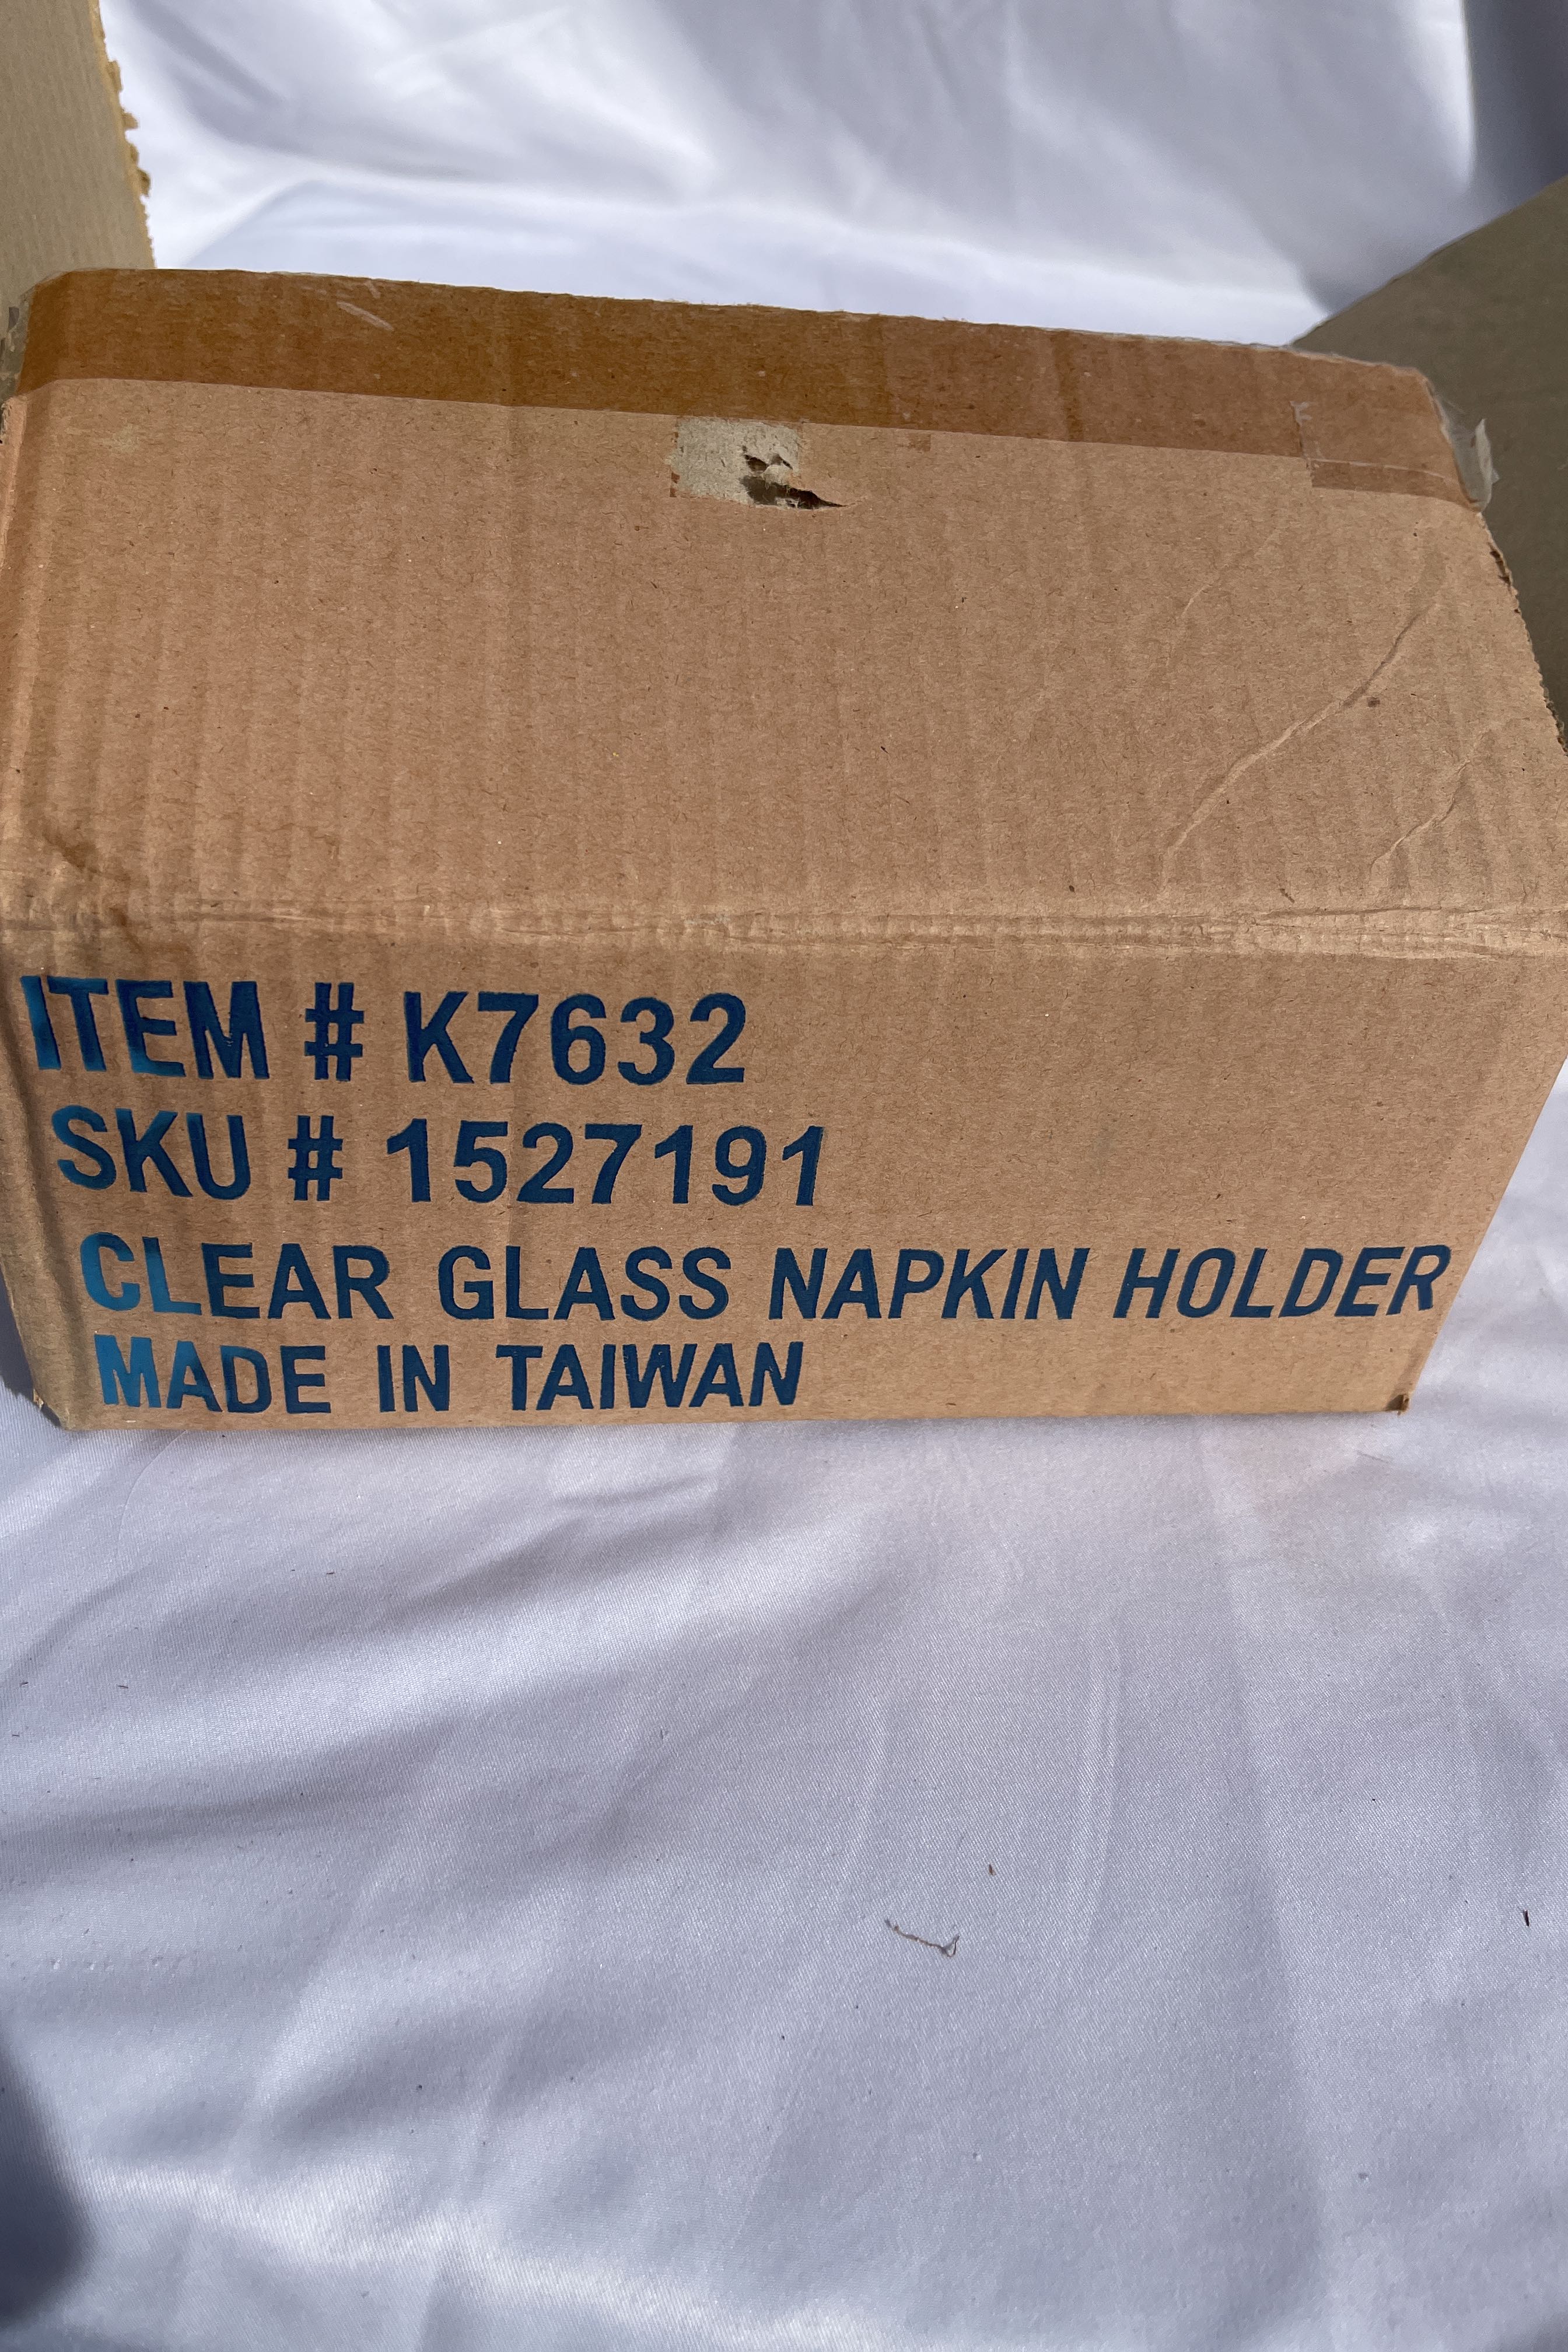 ITEM # K7632
SKU # 1527191
CLEAR GLASS NAPKIN HOLDER
MADE IN TAIWAN